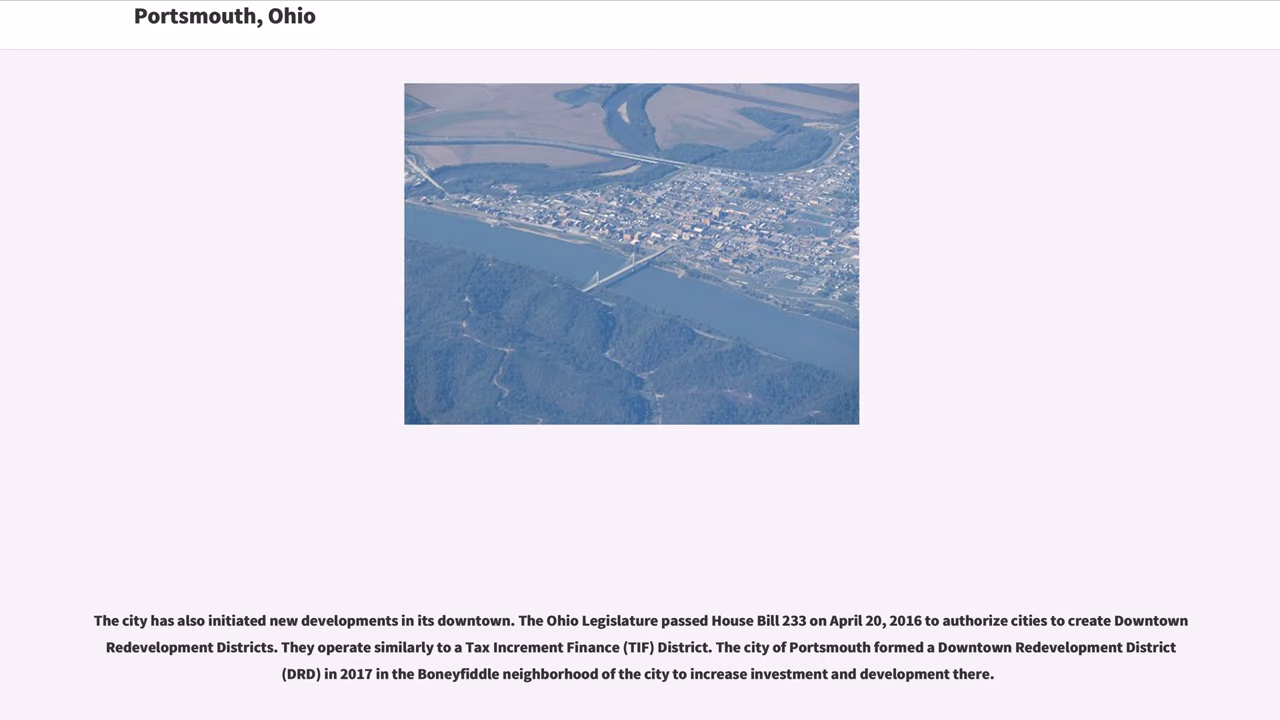 Portsmouth, Ohio
The city has also initiated new developments in its downtown. The Ohio Legislature passed House Bill 233 on April 20, 2016 to authorize cities to create Downtown
Redevelopment Districts. They operate similarly to a Tax Increment Finance (TIF) District. The city of Portsmouth formed a Downtown Redevelopment District
(DRD) in 2017 in the Boneyfiddle neighborhood of the city to increase investment and development there.